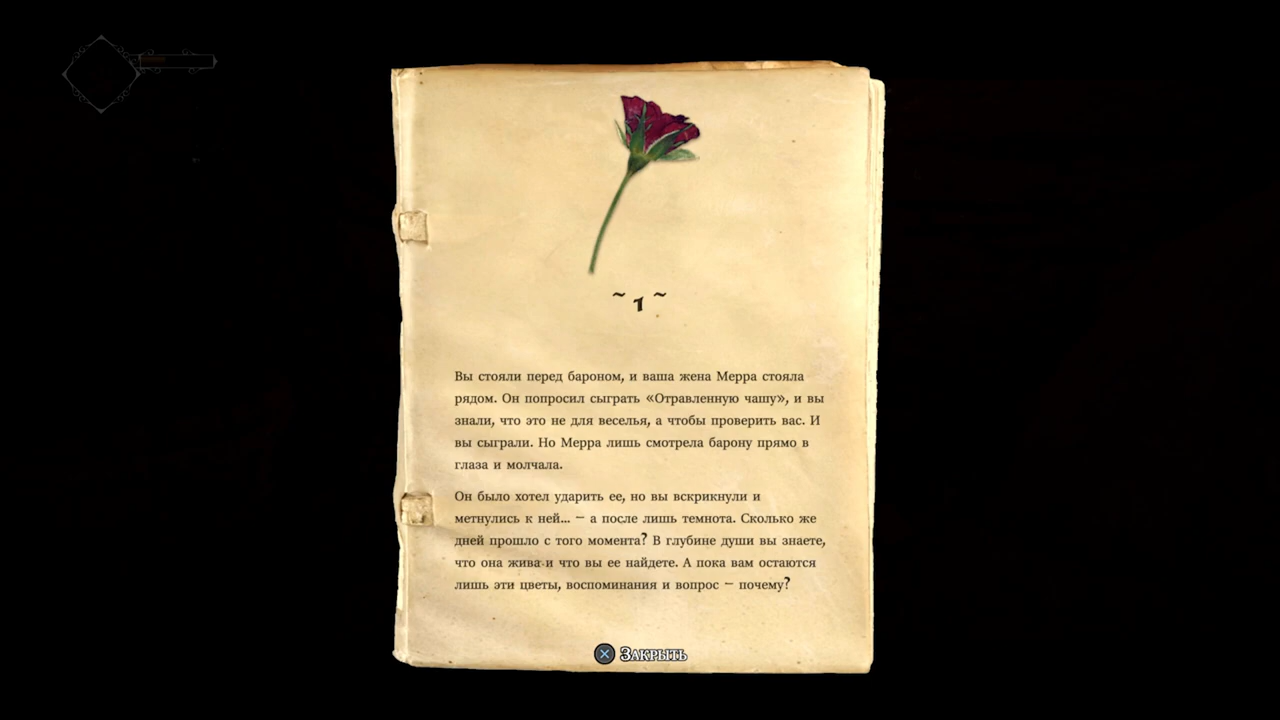 ~ 1 ~
Вы стояли перед бароном, и ваша жена Мерра стояла
рядом. Он попросил сыграть «Отравленную чашу», и вы
знали, что это не для веселья, а чтобы проверить вас. И
вы сыграли. Но Мерра лишь смотрела барону прямо в
глаза и молчала.
Он было хотел ударить ее, но вы вскрикнули и
метнулись к ней... – а после лишь темнота. Сколько же
дней прошло с того момента? В глубине души вы знаете,
что она жива и что вы ее найдете. А пока вам остаются
лишь эти цветы, воспоминания и вопрос – почему?
Закрыть